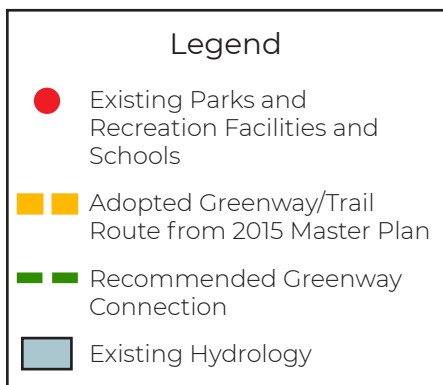 Legend
Existing Parks and
Recreation Facilities and
Schools
Adopted Greenway/Trail
Route from 2015 Master Plan
Recommended Greenway
Connection
Existing Hydrology